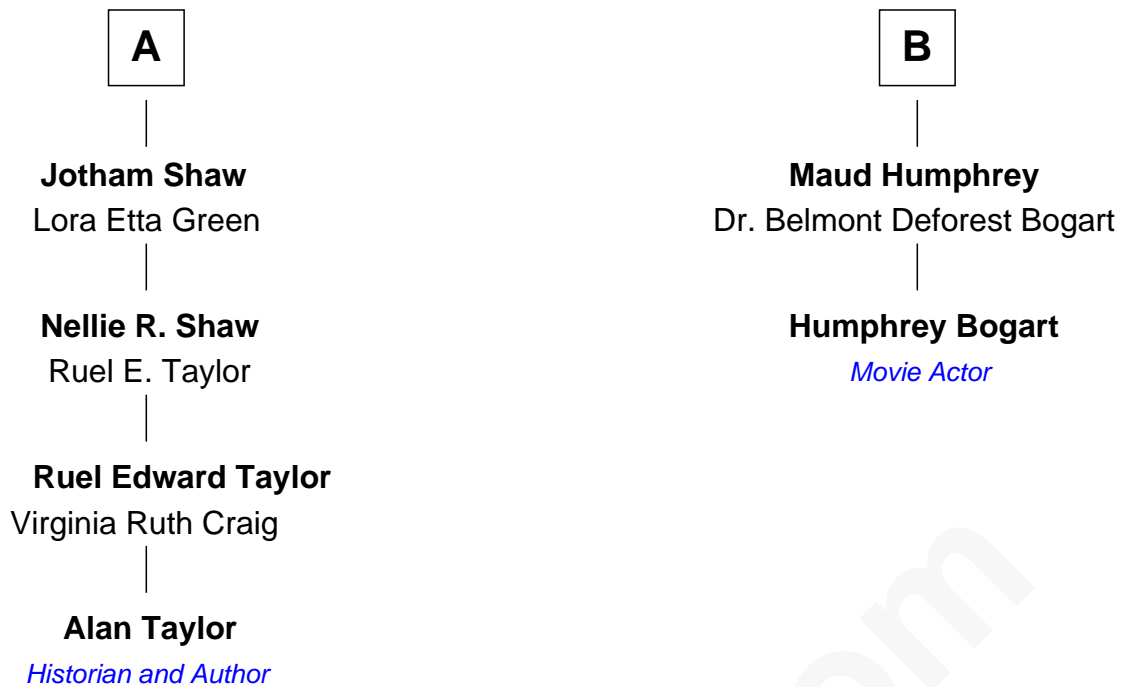 A
Jotham Shaw
Lora Etta Green
Nellie R. Shaw
Ruel E. Taylor
Ruel Edward Taylor
Virginia Ruth Craig
Alan Taylor
Historian and Author
B
Maud Humphrey
Dr. Belmont Deforest Bogart
Humphrey Bogart
Movie Actor
om